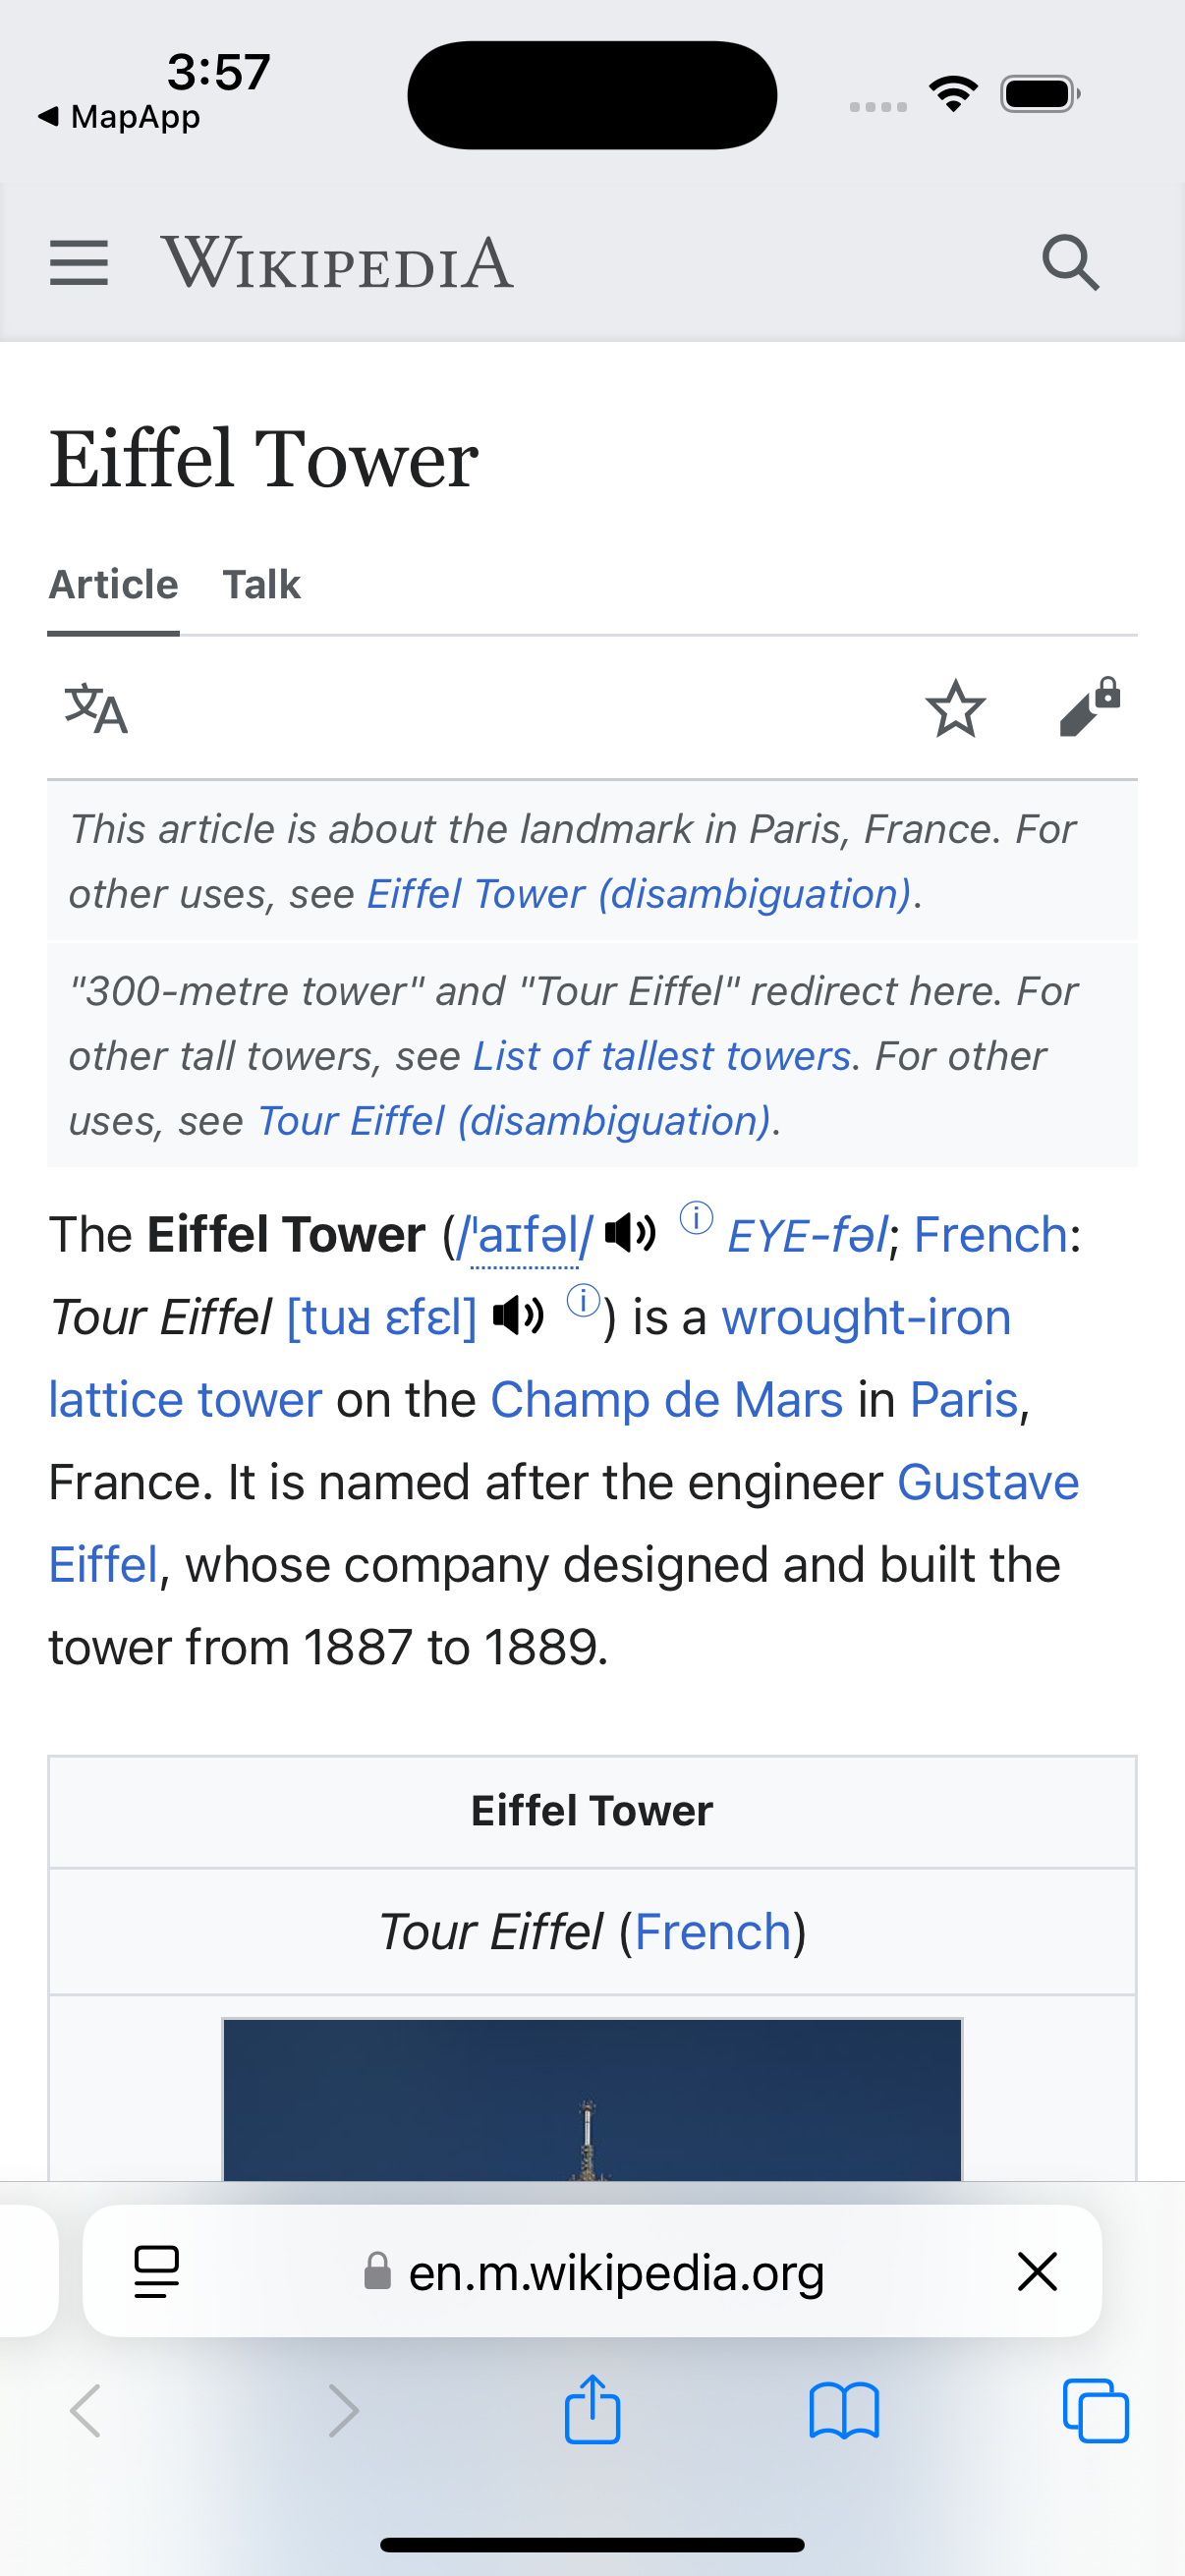 3:57
◀ MapApp
WIKIPEDIA
Eiffel Tower
Article Talk
文A
This article is about the landmark in Paris, France. For
other uses, see Eiffel Tower (disambiguation).
"300-metre tower" and "Tour Eiffel" redirect here. For
other tall towers, see List of tallest towers. For other
uses, see Tour Eiffel (disambiguation).
The Eiffel Tower (/ˈaɪfəl/ ⓘ EYE-fəl; French:
Tour Eiffel [tuʁ ɛfɛl] ⓘ) is a wrought-iron
lattice tower on the Champ de Mars in Paris,
France. It is named after the engineer Gustave
Eiffel, whose company designed and built the
tower from 1887 to 1889.
Eiffel Tower
Tour Eiffel (French)
en.m.wikipedia.org